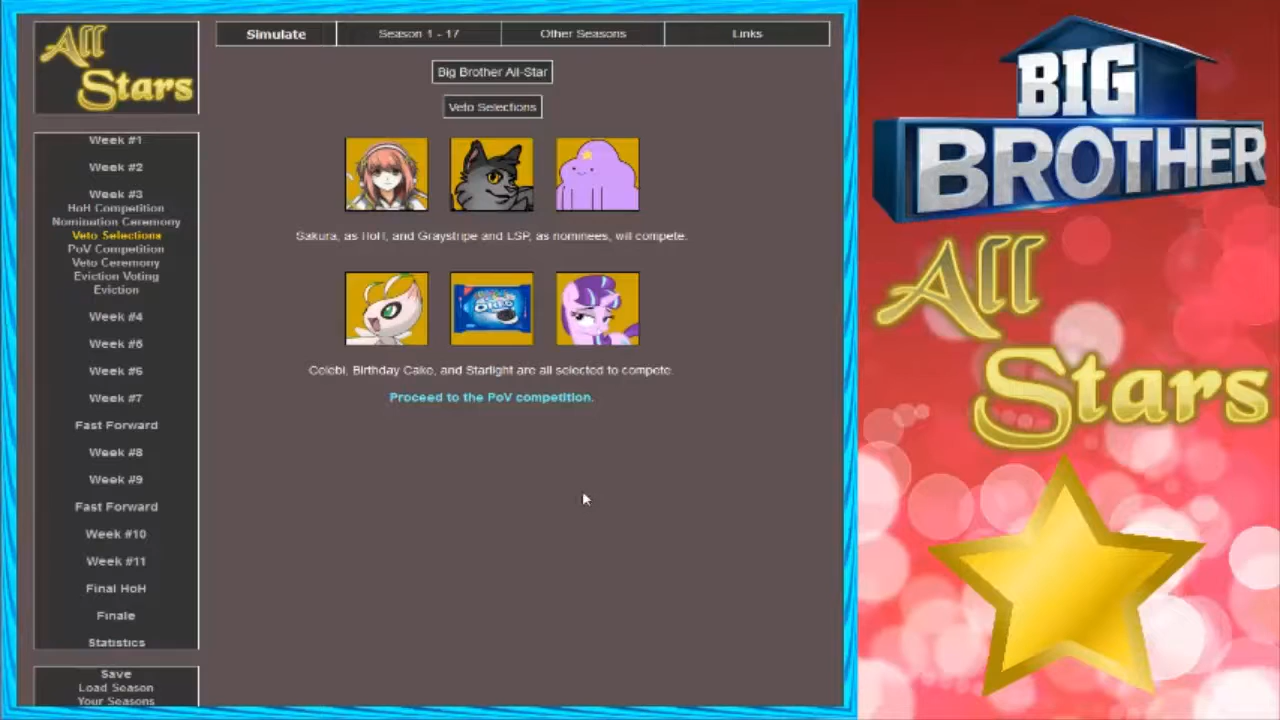 All
Stars
Simulate
Season 1 - 17
Other Seasons
Links
Big Brother All-Star
Veto Selections
Sakura, as HoH, and Graystripe and LSP, as nominees, will compete.
OREO
Celebi, Birthday Cake, and Starlight are all selected to compete.
Proceed to the PoV competition.
Week #1
Week #2
Week #3
HoH Competition
Nomination Ceremony
Veto Selections
PoV Competition
Veto Ceremony
Eviction Voting
Eviction
Week #4
Week #5
Week #6
Week #7
Fast Forward
Week #8
Week #9
Fast Forward
Week #10
Week #11
Final HoH
Finale
Statistics
Save
Load Season
Your Seasons
BIG
BROTHER
All
Stars